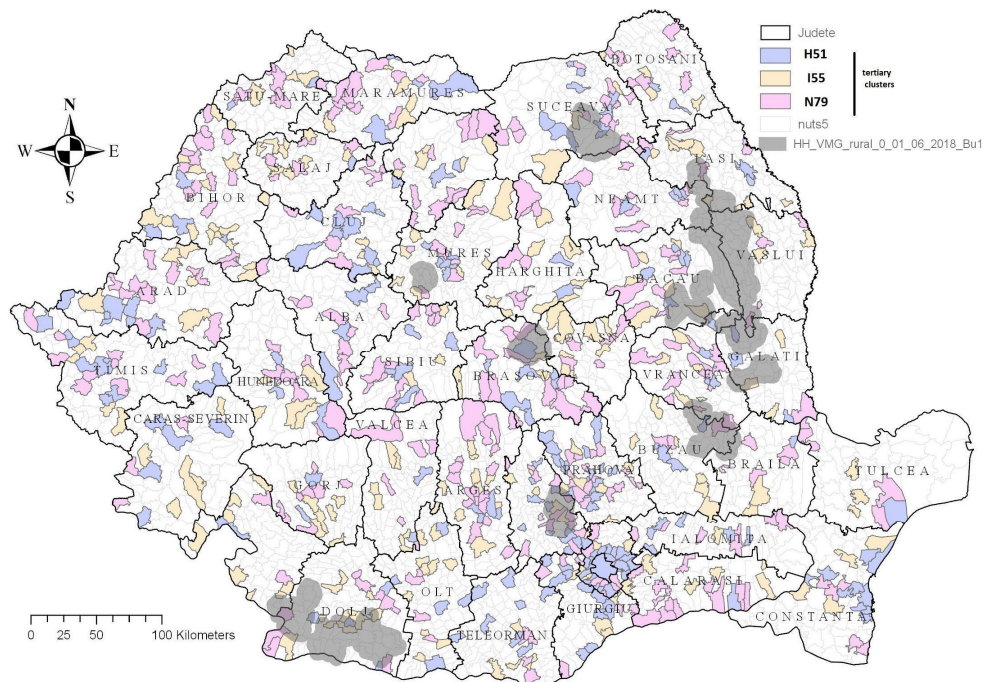 Judete
H51
I55
N79
tertiary
clusters
nuts5
HH_VMG_rural_0_01_06_2018_Bu1
N
W E
S
BOTOSANI
SATU-MARE
MARAMURES
SUCEAVA
IASI
SALAJ
BIHOR
NEAMT
CLUJ
MURES
HARGHITA
BACAU
VASLUI
ARAD
ALBA
COVASNA
SIBIU
BRASOV
GALATI
TIMIS
HUNEDOARA
VRANCEA
CARAS-SEVERIN
VALCEA
BUZAU
BRAILA
TULCEA
PRAHOVA
GORJ
ARGES
IALOMITA
CALARASI
OLT
DOLJ
GIURGIU
CONSTANTA
TELEORMAN
0 25 50 100 Kilometers